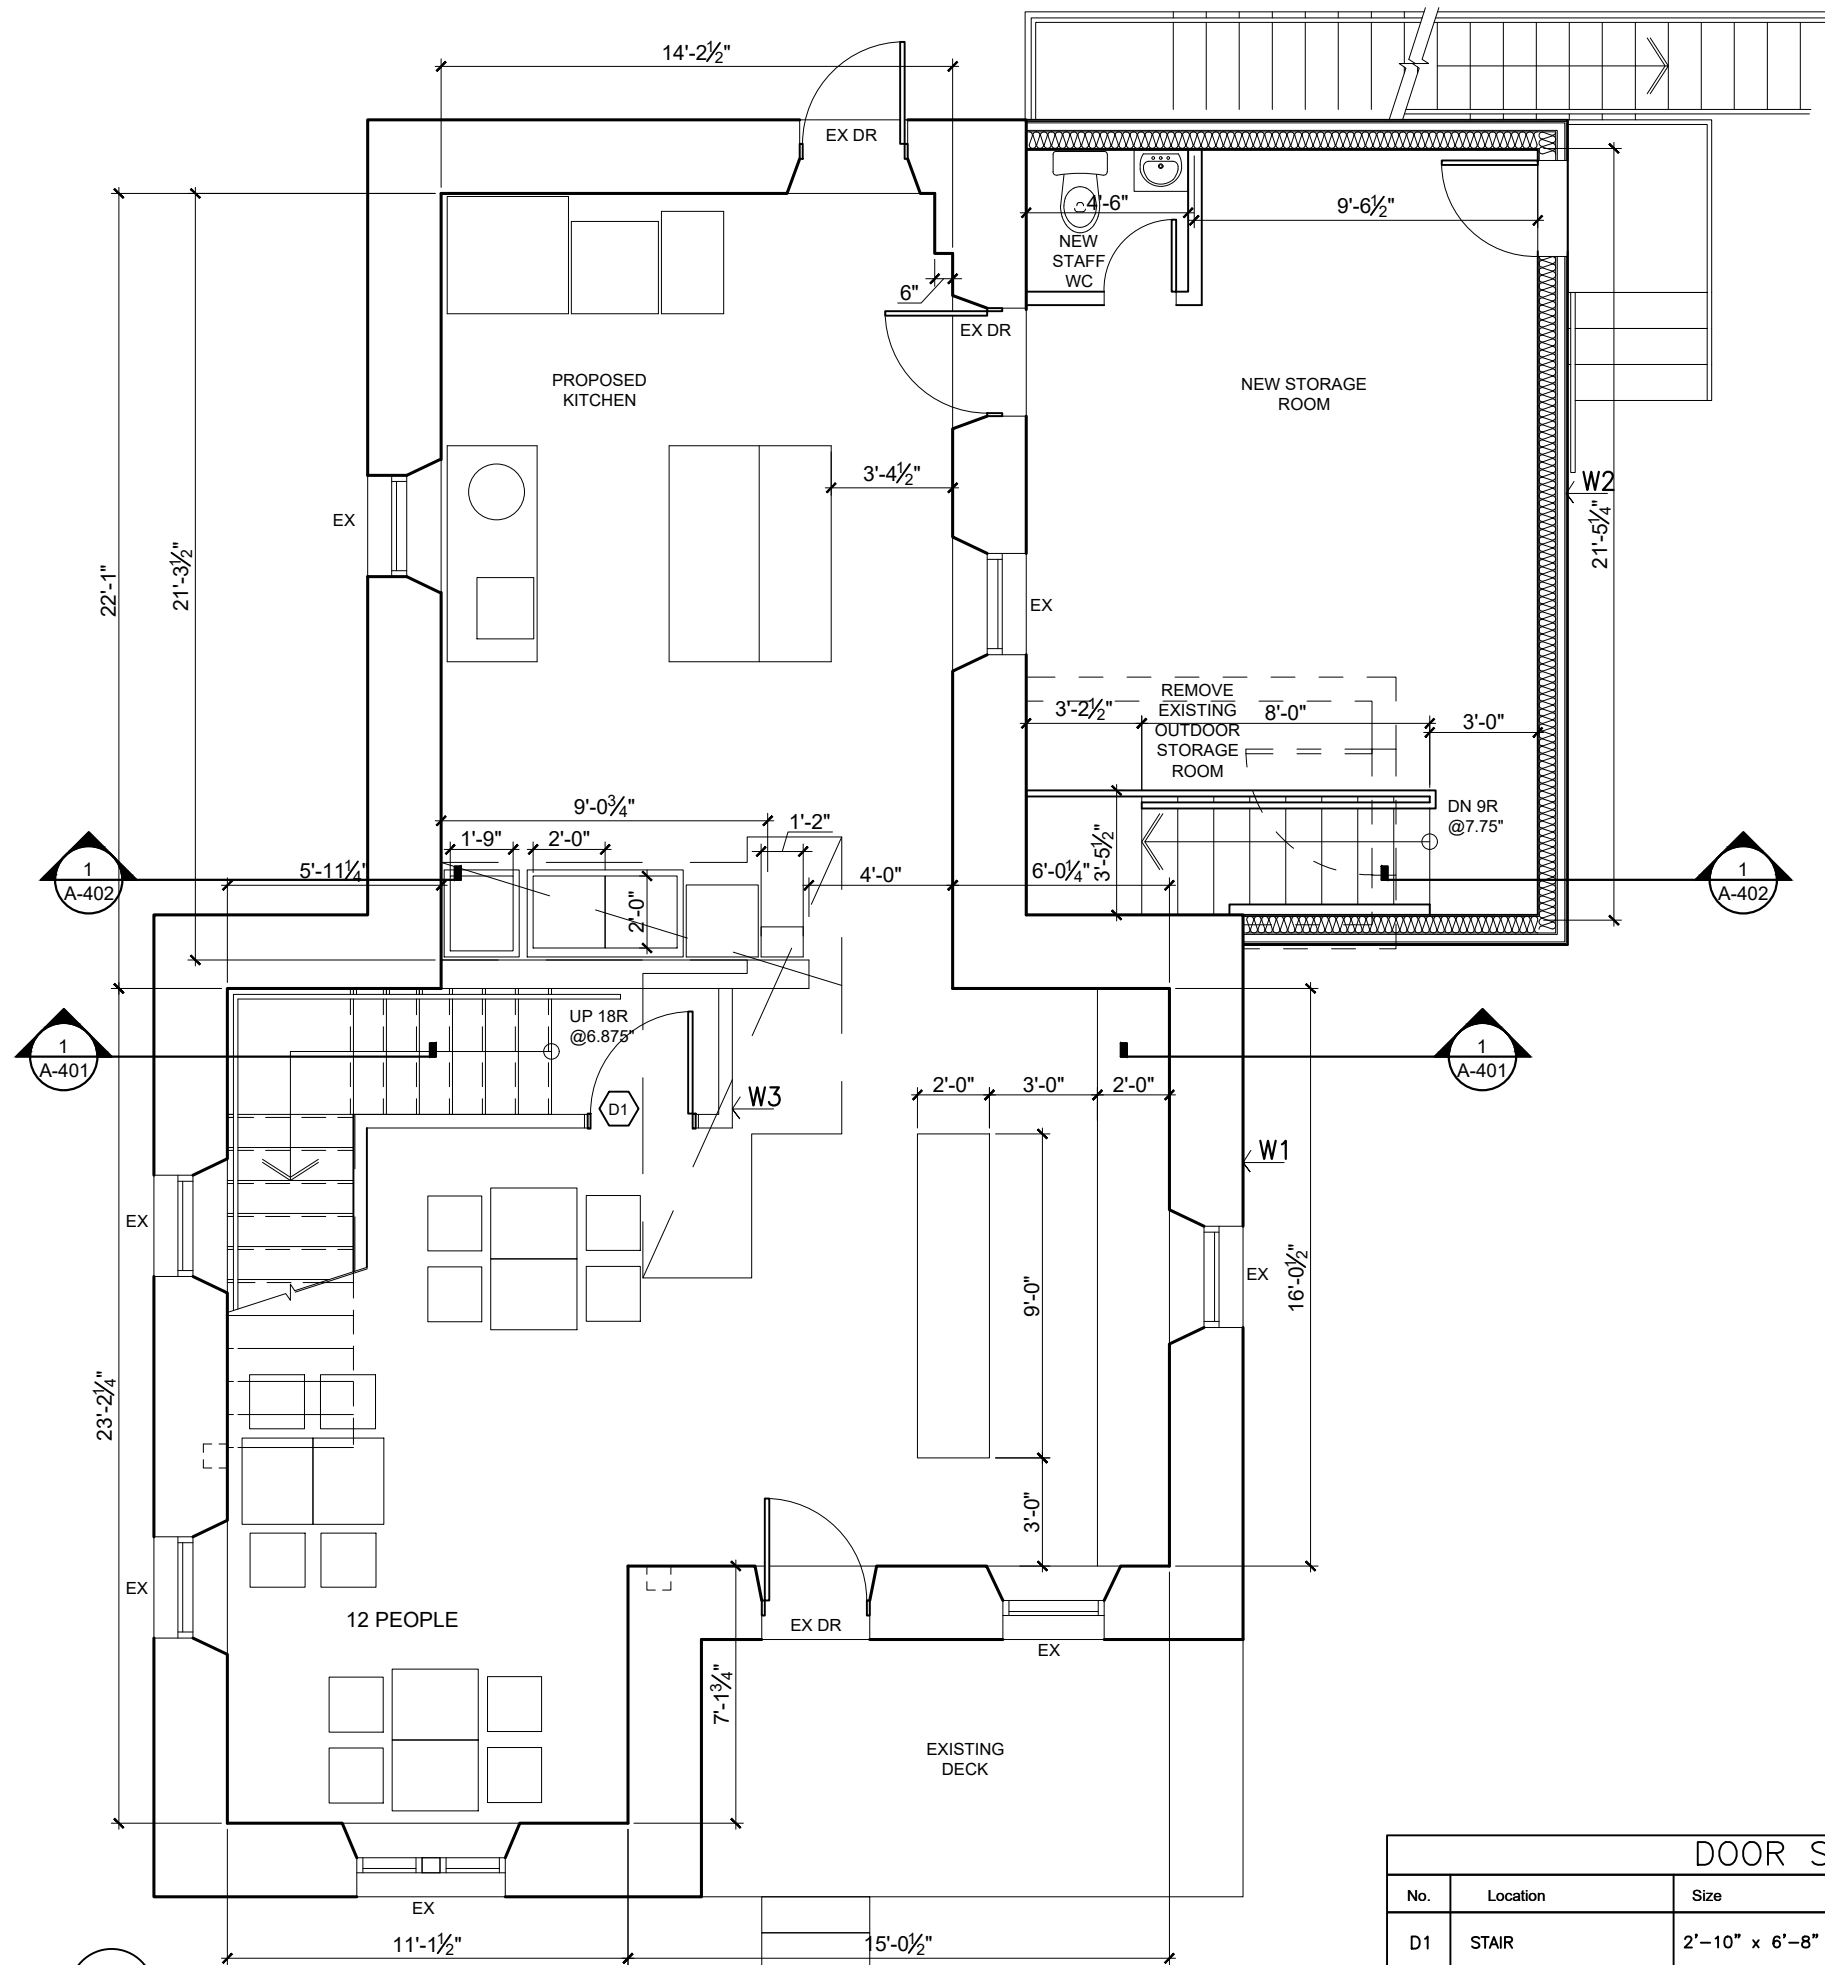 14'-2½"
EX DR
4'-6"
9'-6½"
NEW
STAFF
WC
6"
EX DR
PROPOSED
KITCHEN
NEW STORAGE
ROOM
3'-4½"
W2
EX
21'-5¼"
22'-1"
21'-3½"
EX
REMOVE
EXISTING
OUTDOOR
STORAGE
ROOM
3'-2½"
8'-0"
3'-0"
9'-0¾"
1'-2"
DN 9R
@7.75"
1'-9"
2'-0"
3'-5½"
1
A-402
5'-11¼"
4'-0"
6'-0¼"
1
A-402
2'-0"
UP 18R
@6.875"
1
A-401
1
A-401
2'-0"
3'-0"
2'-0"
D1
W3
W1
EX
EX
16'-0½"
9'-0"
23'-2¼"
3'-0"
EX
12 PEOPLE
EX DR
EX
7'-1¾"
EXISTING
DECK
EX
11'-1½"
15'-0½"
DOOR S
No. Location Size
D1 STAIR 2'-10" x 6'-8"